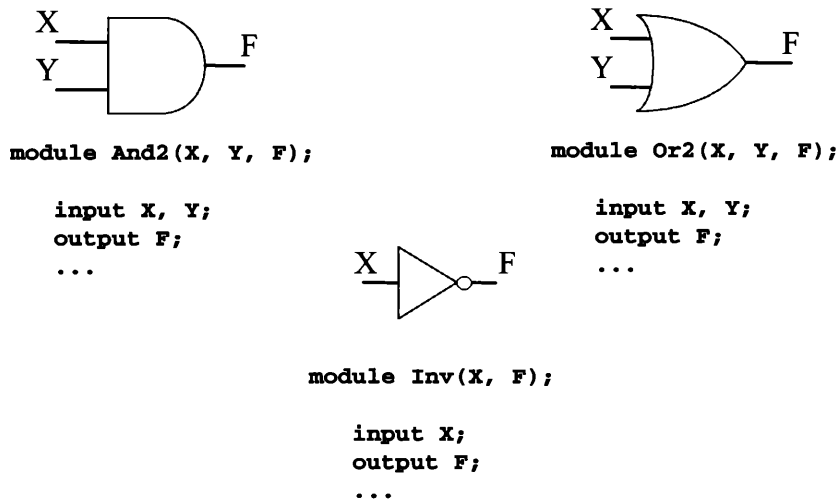 X
Y
F
module And2(X, Y, F);
input X, Y;
output F;
...
X
Y
F
module Or2(X, Y, F);
input X, Y;
output F;
...
X
F
module Inv(X, F);
input X;
output F;
...